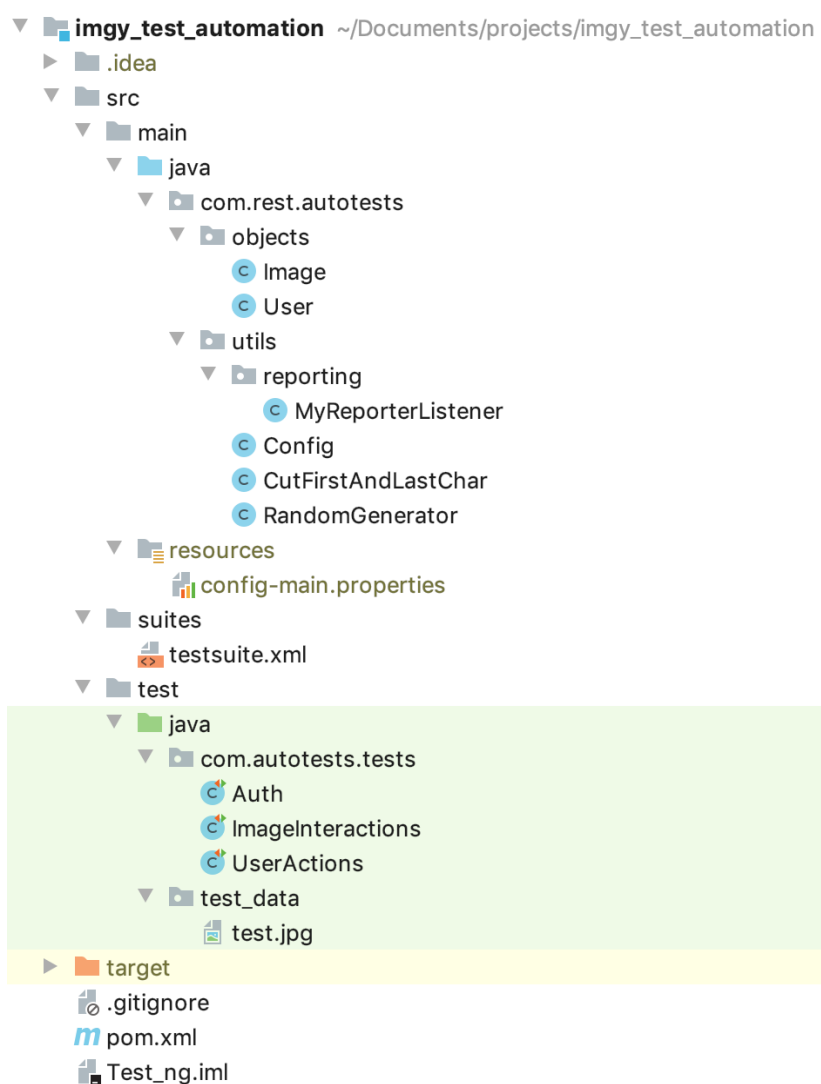 imgy_test_automation ~/Documents/projects/imgy_test_automation
.idea
src
main
java
com.rest.autotests
objects
C Image
C User
utils
reporting
C MyReporterListener
C Config
C CutFirstAndLastChar
C RandomGenerator
resources
config-main.properties
suites
<> testsuite.xml
test
java
com.autotests.tests
C Auth
C ImageInteractions
C UserActions
test_data
test.jpg
target
.gitignore
m pom.xml
Test_ng.iml